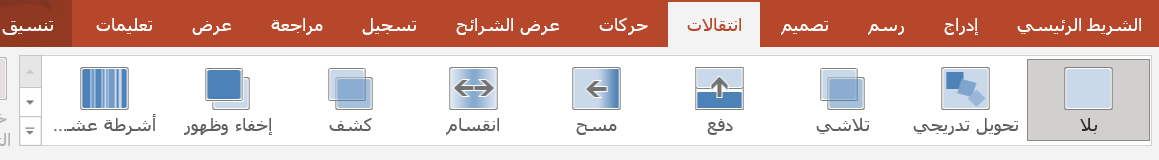 الشريط الرئيسي إدراج رسم تصميم انتقالات حركات عرض الشرائح تسجيل مراجعة عرض تعليمات تنسيق
بلا تحويل تدريجي تلاشي دفع مسح انقسام كشف إخفاء وظهور أشرطة عشـ...